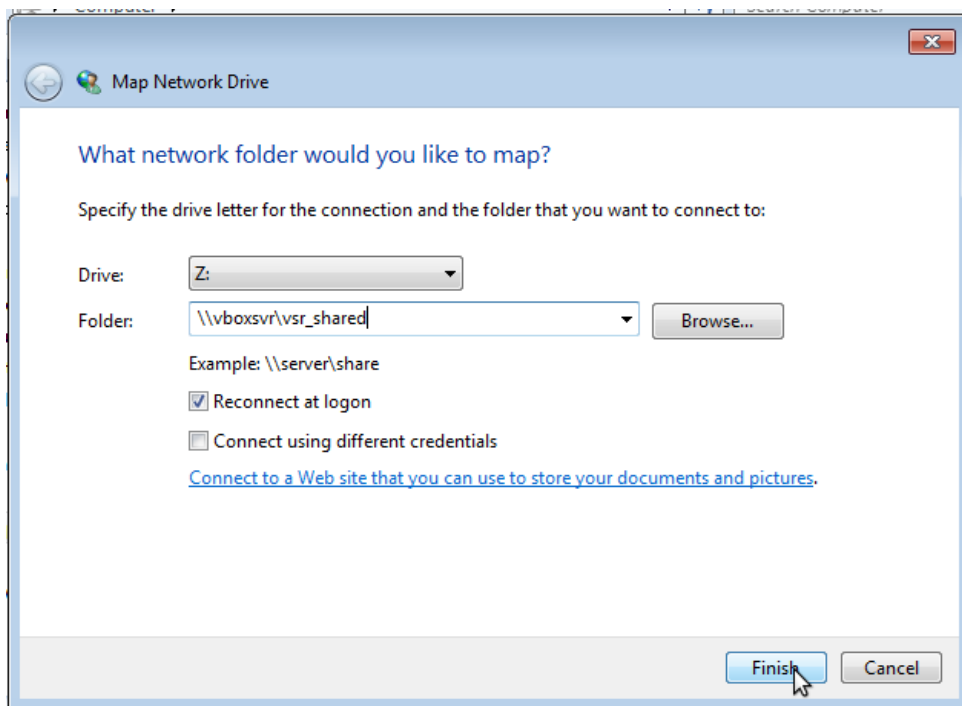 Computer
Search Computer
Map Network Drive
What network folder would you like to map?
Specify the drive letter for the connection and the folder that you want to connect to:
Drive: Z:
Folder: \\vboxsvr\vsr_shared Browse...
Example: \\server\share
Reconnect at logon
Connect using different credentials
Connect to a Web site that you can use to store your documents and pictures.
Finish Cancel